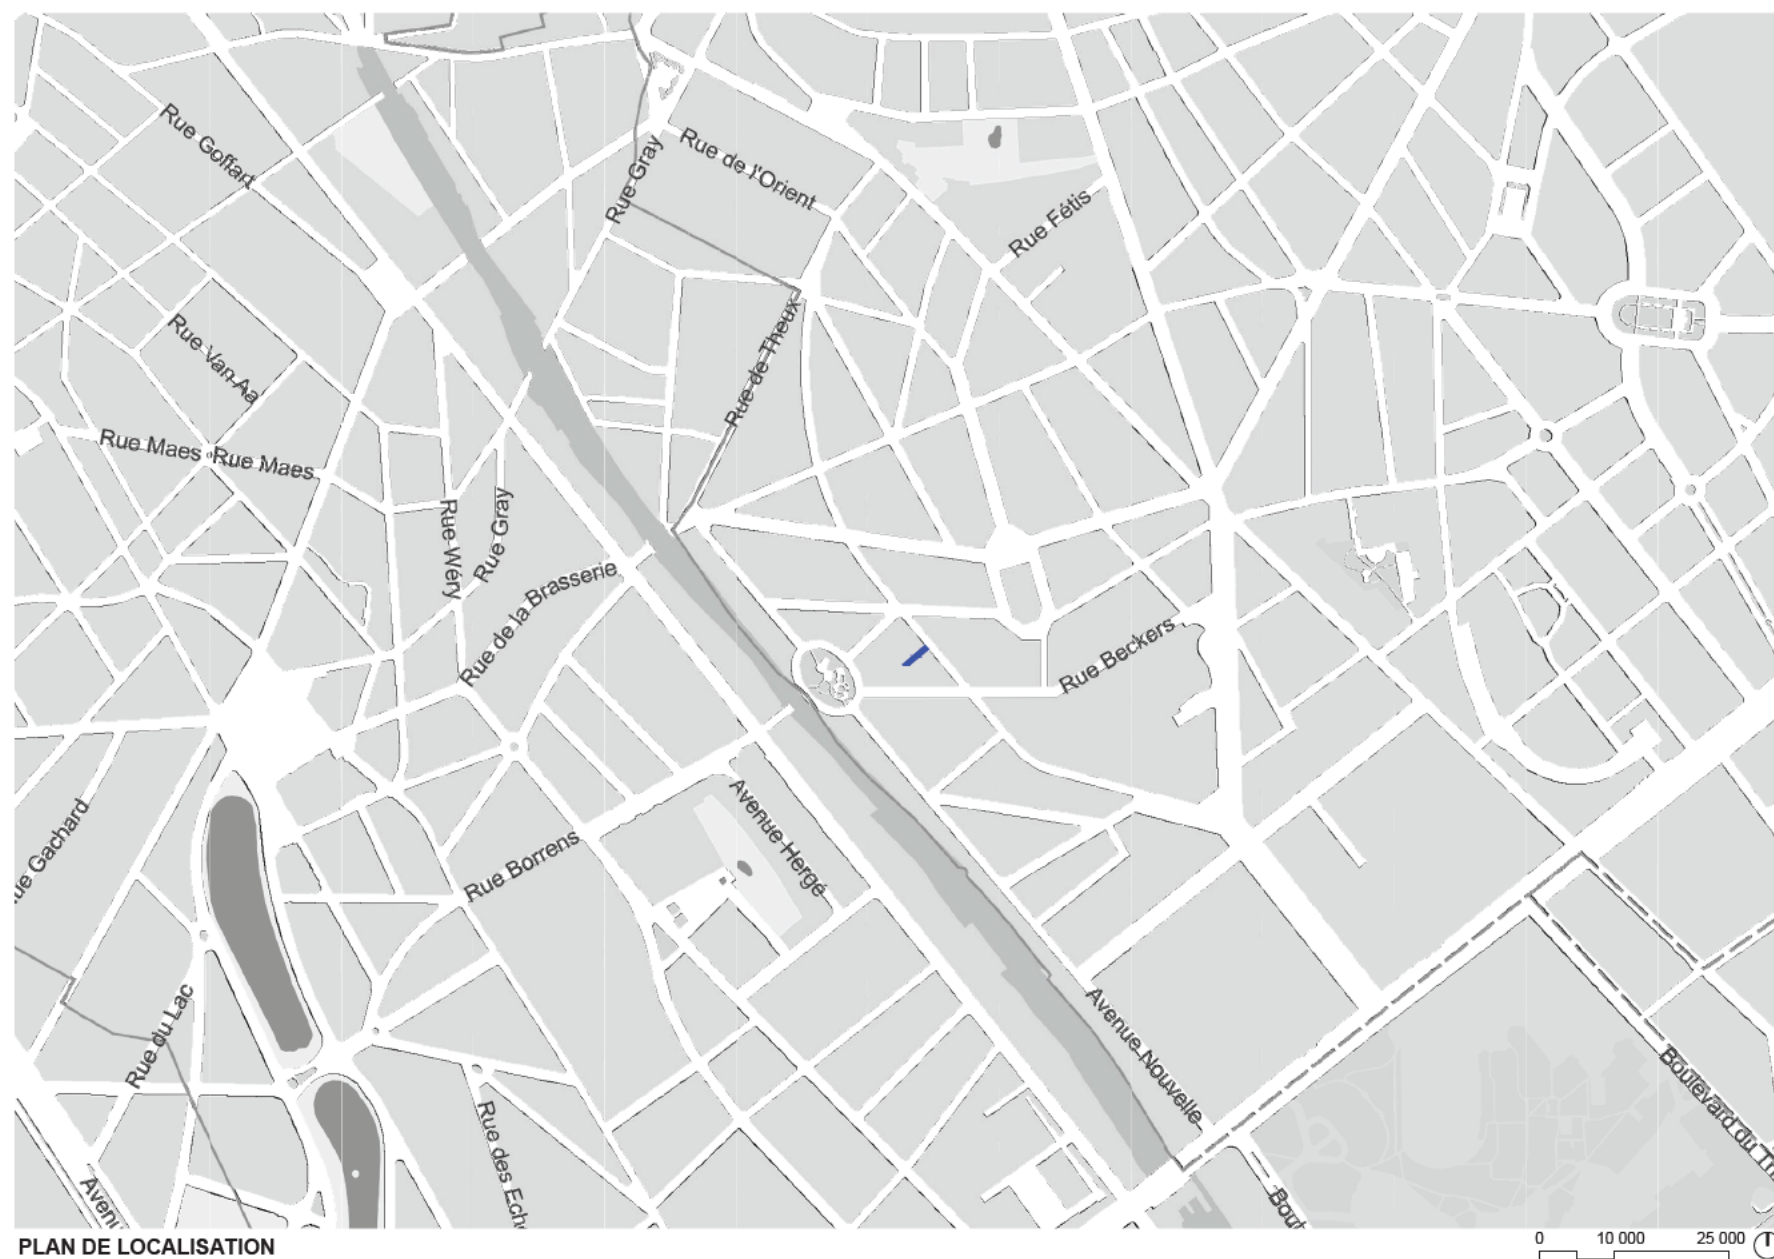 Rue Goffart
Rue Gray
Rue de l'Orient
Rue Fétis
Rue Van Aa
Rue de Theux
Rue Maes
Rue Maes
Rue Wéry
Rue Gray
Rue de la Brasserie
Rue Beckers
Avenue Hergé
Rue Gachard
Rue Borrens
Rue du Lac
Avenue Nouvelle
Boulevard du
Rue des
PLAN DE LOCALISATION
0 10 000 25 000